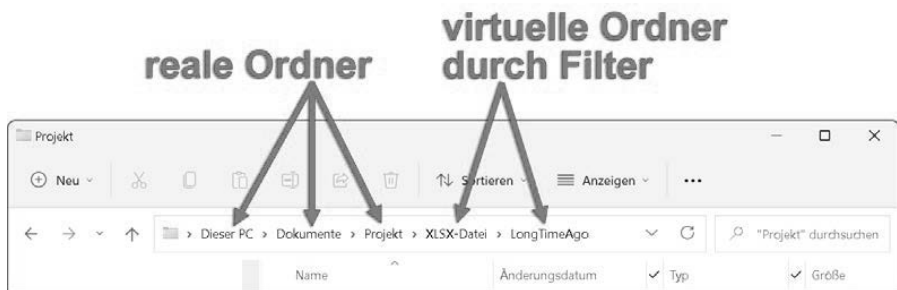 virtuelle Ordner
reale Ordner durch Filter
Projekt
Neu Sortieren Anzeigen
Dieser PC Dokumente Projekt XLSX-Datei LongTimeAgo "Projekt" durchsuchen
Name Änderungsdatum Typ Größe